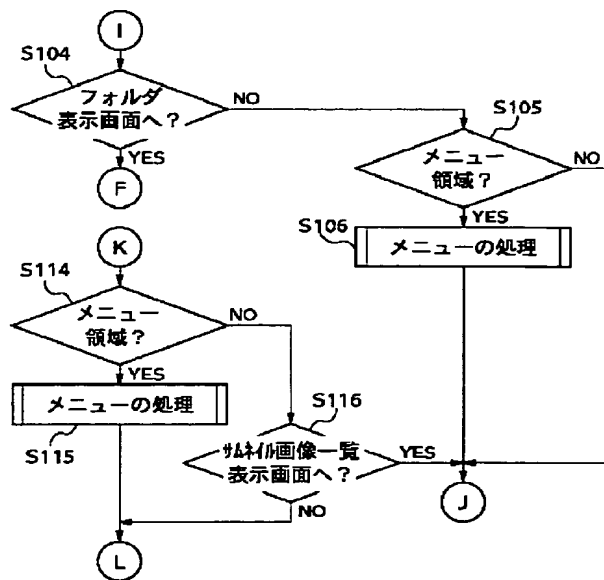 I
S104
フォルダ
表示画面へ？
NO
YES
F
S105
メニュー
領域？
NO
YES
S106
メニューの処理
K
S114
メニュー
領域？
NO
YES
メニューの処理
S115
S116
ｻﾑﾈｲﾙ画像一覧
表示画面へ？
YES
NO
J
L